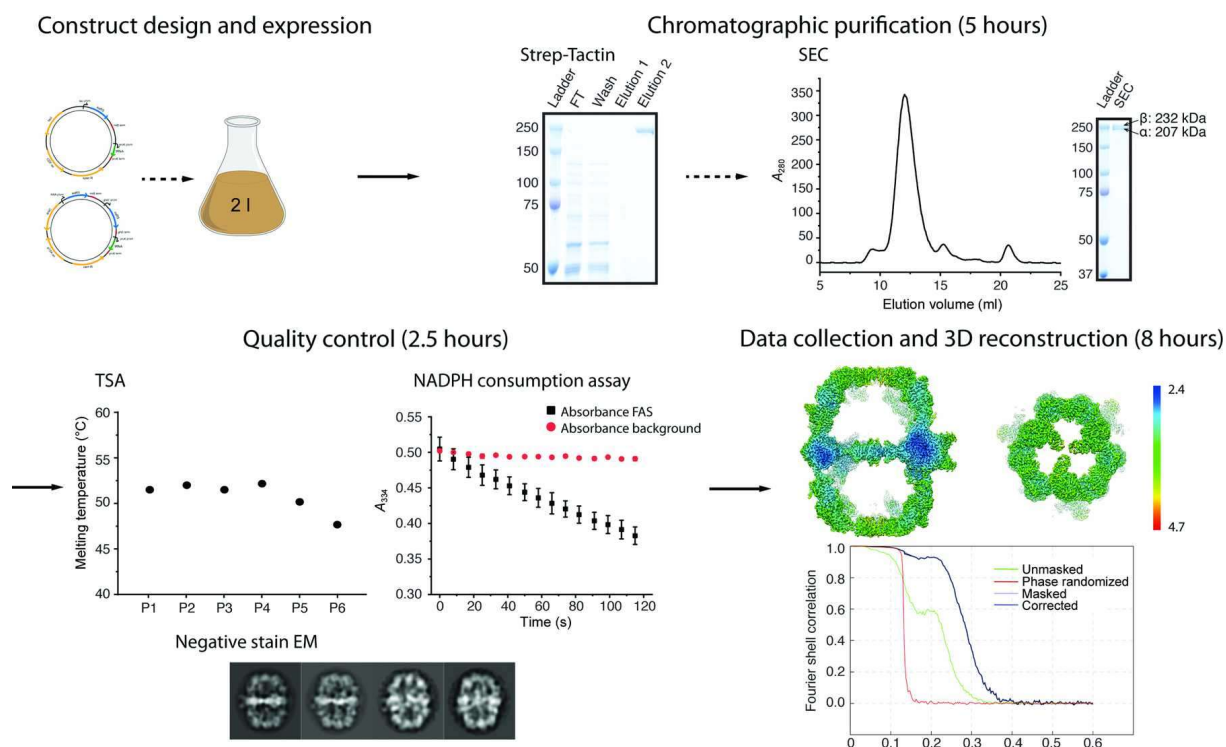 Construct design and expression
Chromatographic purification (5 hours)
2 l
Strep-Tactin
Ladder
FT
Wash
Elution 1
Elution 2
250
150
100
75
50
SEC
A280
350
300
250
200
150
100
50
0
5 10 15 20 25
Elution volume (ml)
Ladder
SEC
250
150
100
75
50
37
β: 232 kDa
α: 207 kDa
Quality control (2.5 hours)
Data collection and 3D reconstruction (8 hours)
TSA
Melting temperature (°C)
60
55
52
48
45
40
P1 P2 P3 P4 P5 P6
NADPH consumption assay
Absorbance FAS
Absorbance background
A334
0.55
0.50
0.45
0.40
0.35
0.30
0 20 40 60 80 100 120
Time (s)
Negative stain EM
2.4
4.7
Fourier shell correlation
1.0
0.8
0.6
0.4
0.2
0.0
0 0.1 0.2 0.3 0.4 0.5 0.6
Unmasked
Phase randomized
Masked
Corrected